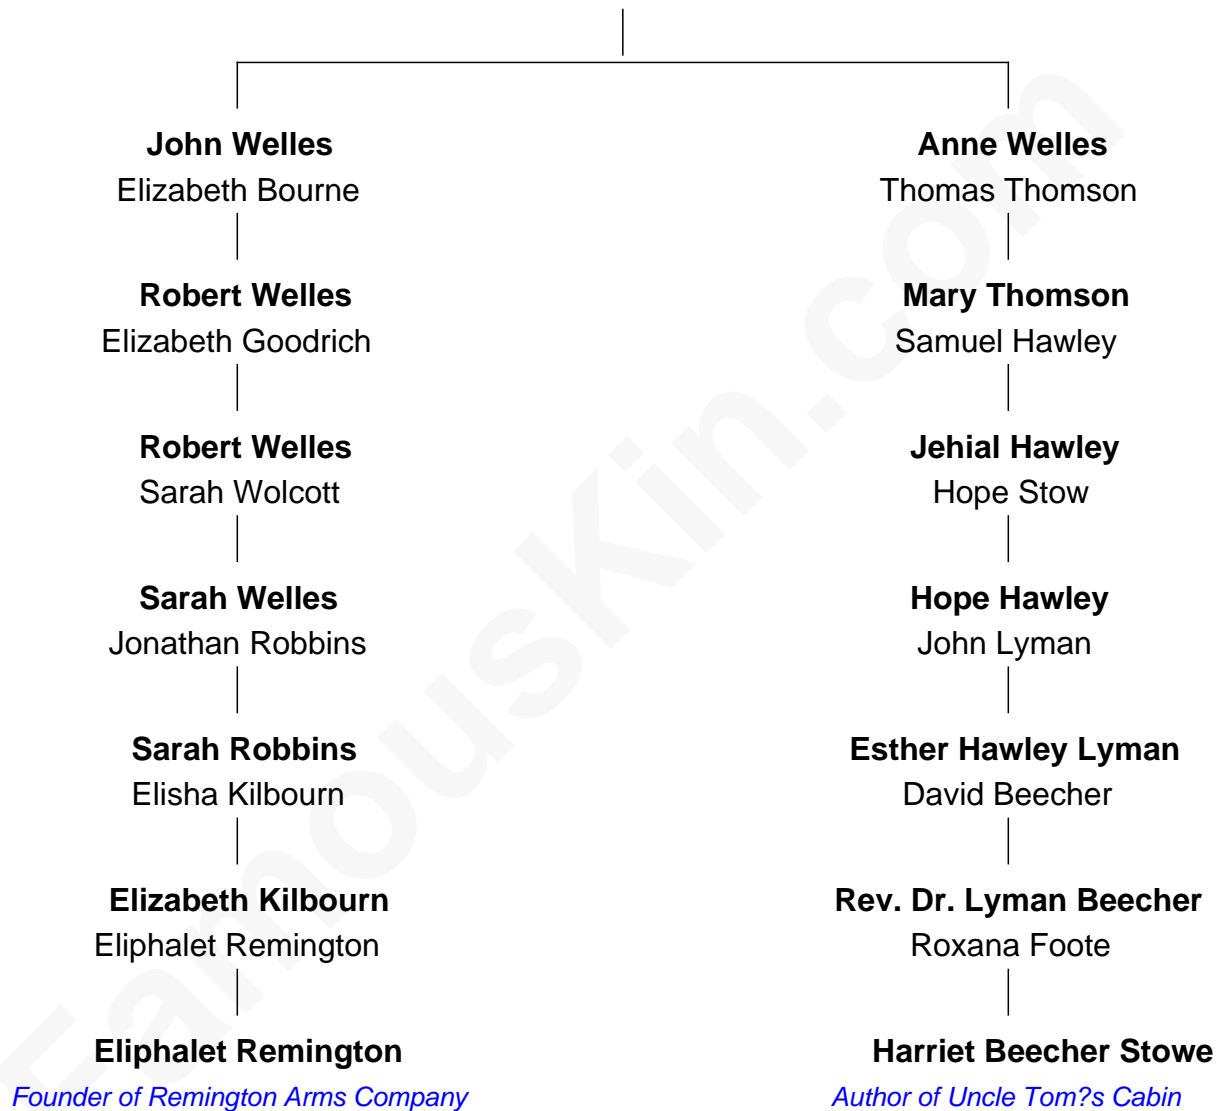 John Welles
Elizabeth Bourne
Robert Welles
Elizabeth Goodrich
Robert Welles
Sarah Wolcott
Sarah Welles
Jonathan Robbins
Sarah Robbins
Elisha Kilbourn
Elizabeth Kilbourn
Eliphalet Remington
Eliphalet Remington
Founder of Remington Arms Company
Anne Welles
Thomas Thomson
Mary Thomson
Samuel Hawley
Jehial Hawley
Hope Stow
Hope Hawley
John Lyman
Esther Hawley Lyman
David Beecher
Rev. Dr. Lyman Beecher
Roxana Foote
Harriet Beecher Stowe
Author of Uncle Tom?s Cabin
FamousKin.com